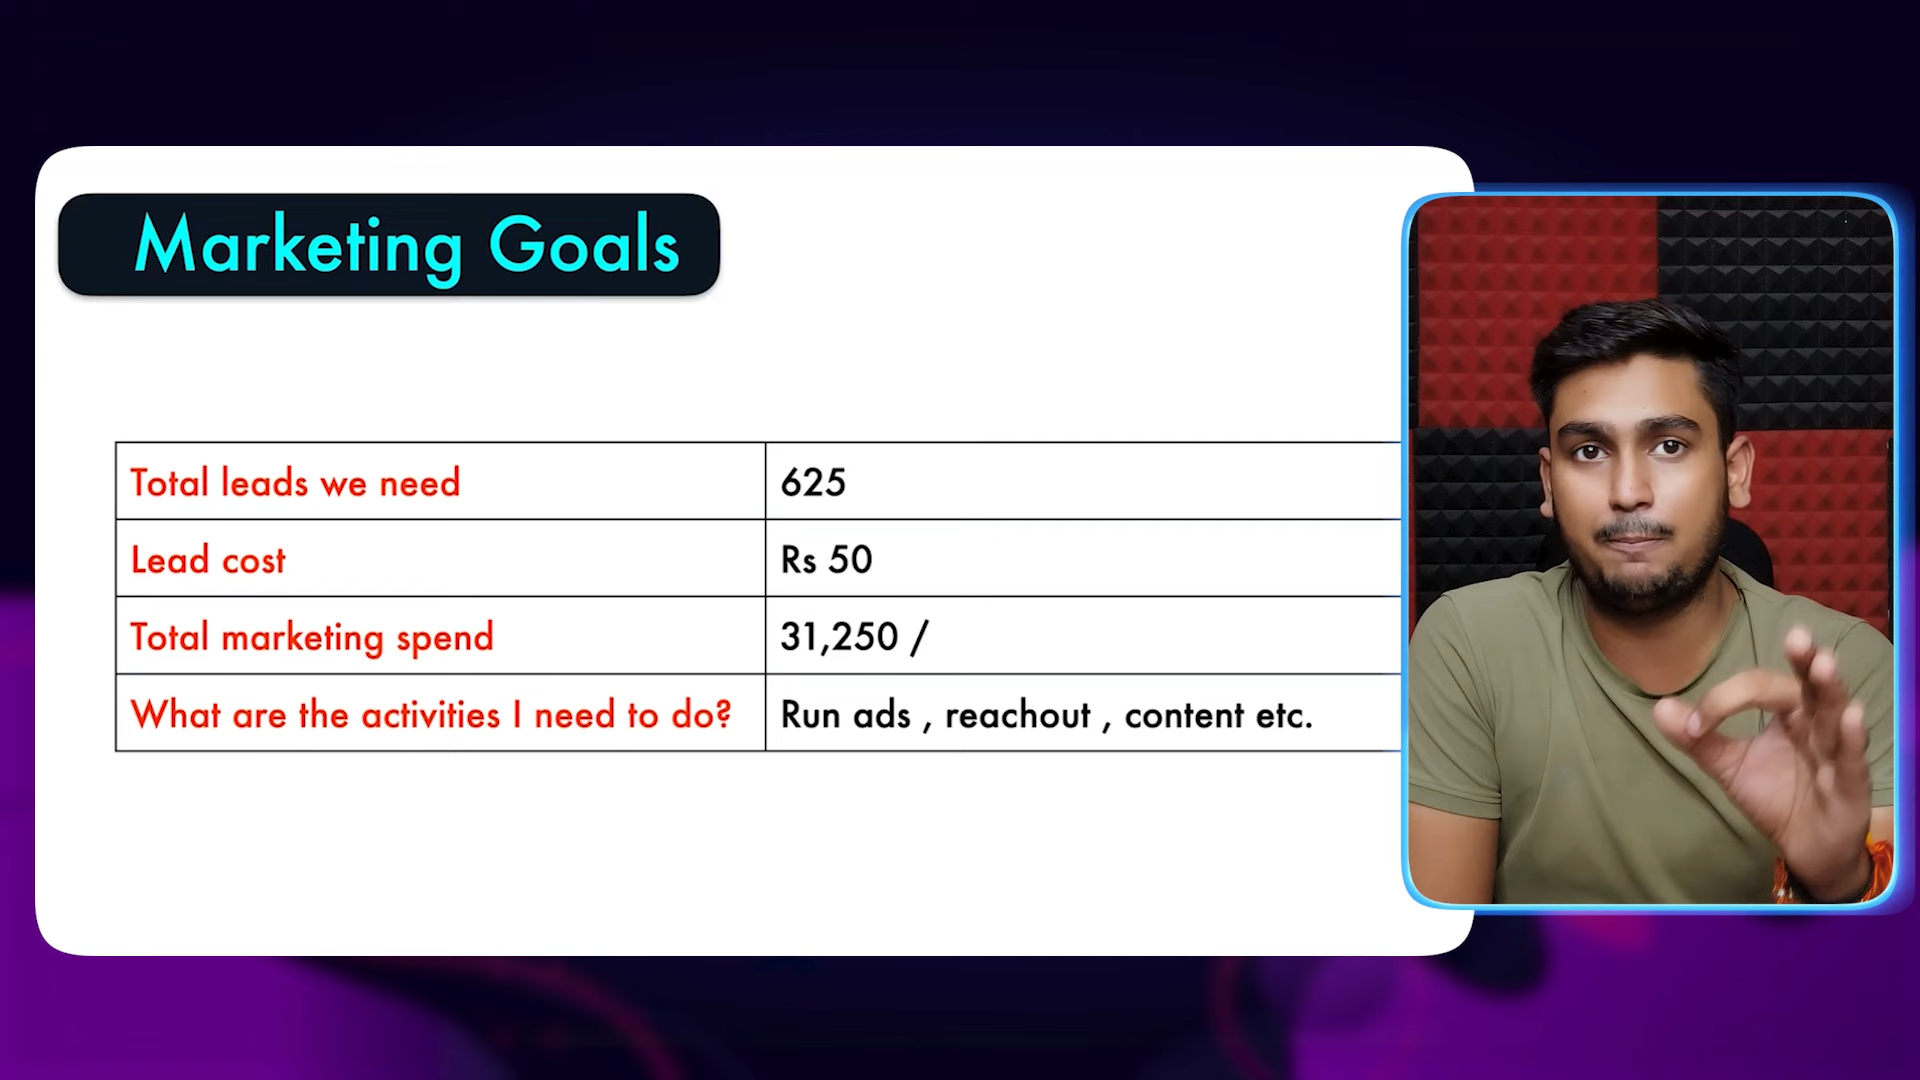 Marketing Goals
Total leads we need
625
Lead cost
Rs 50
Total marketing spend
31,250 /
What are the activities I need to do?
Run ads , reachout , content etc.